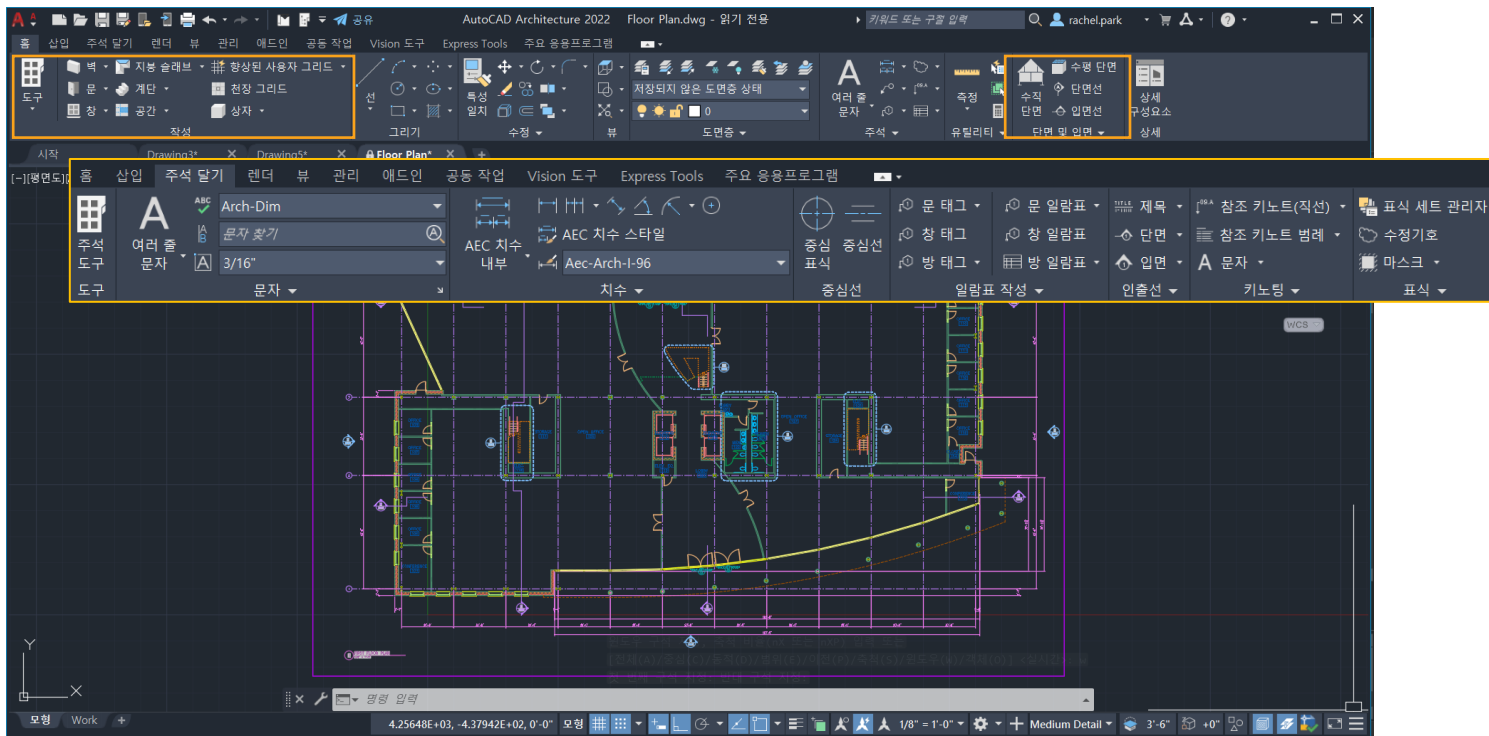 공유 AutoCAD Architecture 2022 Floor Plan.dwg - 읽기 전용 키워드 또는 구절 입력 rachel.park
홈 삽입 주석 달기 렌더 뷰 관리 애드인 공동 작업 Vision 도구 Express Tools 주요 응용프로그램
벽 지붕 슬래브 향상된 사용자 그리드 수평 단면
도구 문 계단 천장 그리드 선 특성 일치 저장되지 않은 도면층 상태 여러 줄 문자 측정 수직 단면 단면선 상세 구성요소
창 공간 상자 0 입면선
작성 그리기 수정 뷰 도면층 주석 유틸리티 단면 및 입면 상세
시작 Drawing3* Drawing5* Floor Plan*
[-][평면도]
홈 삽입 주석 달기 렌더 뷰 관리 애드인 공동 작업 Vision 도구 Express Tools 주요 응용프로그램
ABC Arch-Dim 문 태그 문 일람표 TITLE 제목 참조 키노트(직선) 표식 세트 관리자
주석 도구 여러 줄 문자 문자 찾기 AEC 치수 내부 AEC 치수 스타일 중심 표식 중심선 창 태그 창 일람표 단면 참조 키노트 범례 수정기호
3/16" Aec-Arch-I-96 방 태그 방 일람표 입면 문자 마스크
도구 문자 치수 중심선 일람표 작성 인출선 키노팅 표식
WCS
명령 입력
모형 Work +
4.25648E+03, -4.37942E+02, 0'-0" 모형 1/8" = 1'-0" Medium Detail 3'-6" +0"